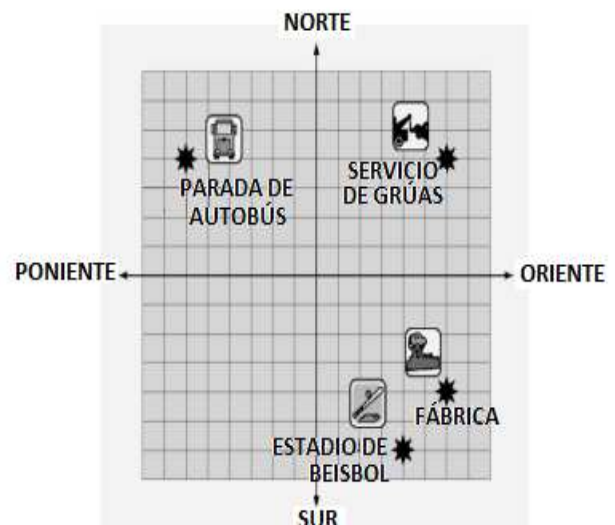 NORTE
SERVICIO
DE GRÚAS
PARADA DE
AUTOBÚS
PONIENTE
ORIENTE
FÁBRICA
ESTADIO DE
BEISBOL
SUR